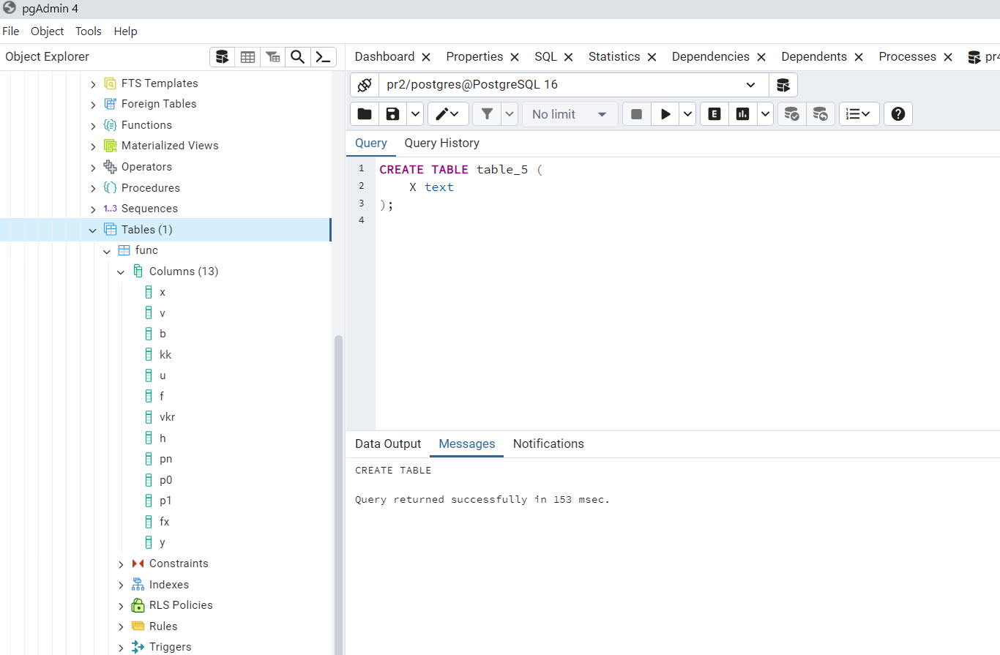 pgAdmin 4
File Object Tools Help
Object Explorer
Dashboard Properties SQL Statistics Dependencies Dependents Processes pr4
FTS Templates
Foreign Tables
Functions
Materialized Views
Operators
Procedures
1..3 Sequences
Tables (1)
func
Columns (13)
x
v
b
kk
u
f
vkr
h
pn
p0
p1
fx
y
Constraints
Indexes
RLS Policies
Rules
Triggers
pr2/postgres@PostgreSQL 16
No limit
E
?
Query Query History
1 CREATE TABLE table_5 (
2 X text
3 );
4
Data Output Messages Notifications
CREATE TABLE
Query returned successfully in 153 msec.